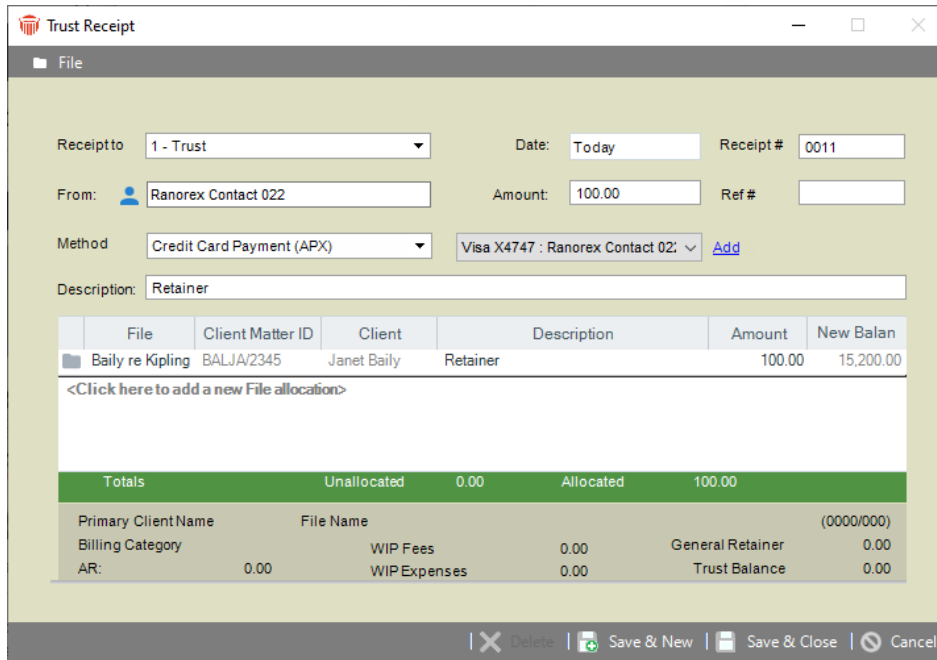 Trust Receipt
File
Receipt to 1 - Trust Date: Today Receipt # 0011
From: Ranorex Contact 022 Amount: 100.00 Ref #
Method Credit Card Payment (APX) Visa X4747 : Ranorex Contact 02 Add
Description: Retainer
File Client Matter ID Client Description Amount New Balan
Baily re Kipling BALJA/2345 Janet Baily Retainer 100.00 15,200.00
<Click here to add a new File allocation>
Totals Unallocated 0.00 Allocated 100.00
Primary Client Name File Name (0000/000)
Billing Category WIP Fees 0.00 General Retainer 0.00
AR: 0.00 WIP Expenses 0.00 Trust Balance 0.00
Delete Save & New Save & Close Cancel